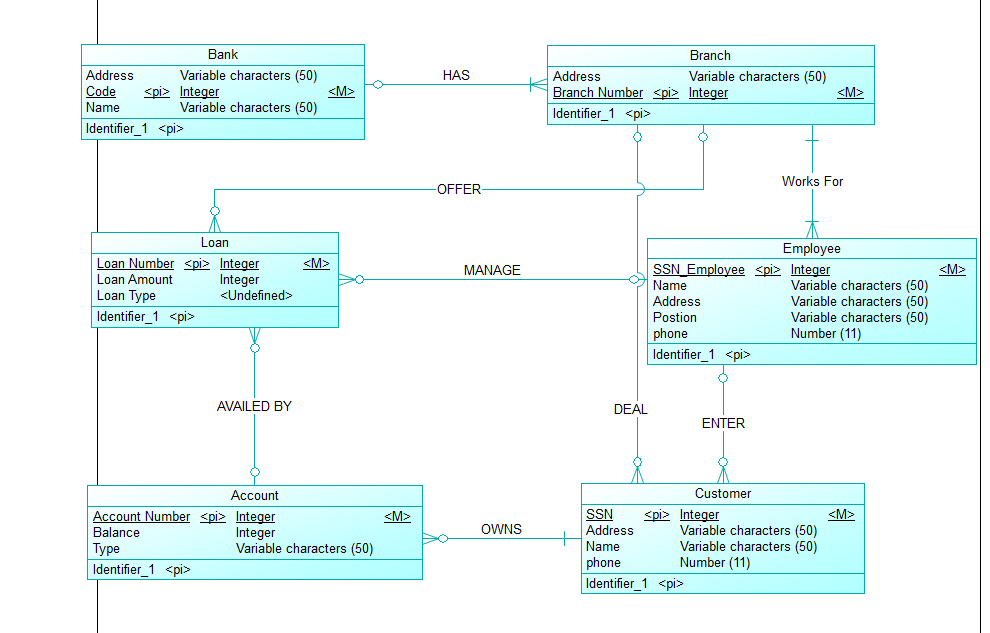 Bank
Address Variable characters (50)
Code <pi> Integer <M>
Name Variable characters (50)
Identifier_1 <pi>
HAS
Branch
Address Variable characters (50)
Branch Number <pi> Integer <M>
Identifier_1 <pi>
OFFER
Works For
Loan
Loan Number <pi> Integer <M>
Loan Amount Integer
Loan Type <Undefined>
Identifier_1 <pi>
MANAGE
Employee
SSN_Employee <pi> Integer <M>
Name Variable characters (50)
Address Variable characters (50)
Postion Variable characters (50)
phone Number (11)
Identifier_1 <pi>
AVAILED BY
DEAL
ENTER
Account
Account Number <pi> Integer <M>
Balance Integer
Type Variable characters (50)
Identifier_1 <pi>
OWNS
Customer
SSN <pi> Integer <M>
Address Variable characters (50)
Name Variable characters (50)
phone Number (11)
Identifier_1 <pi>